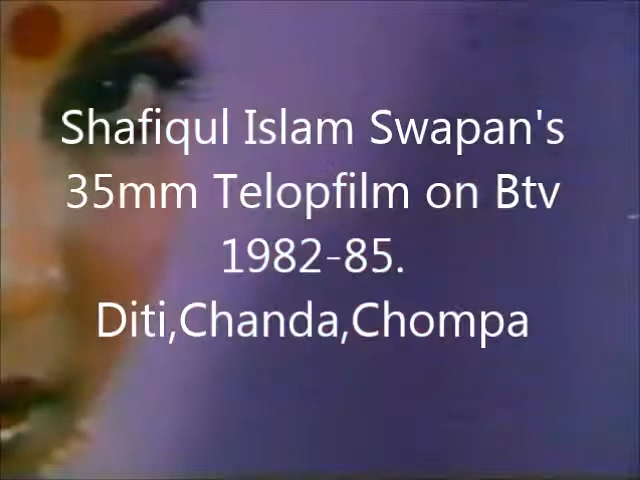 Shafiqul Islam Swapan's
35mm Telopfilm on Btv
1982-85.
Diti,Chanda,Chompa